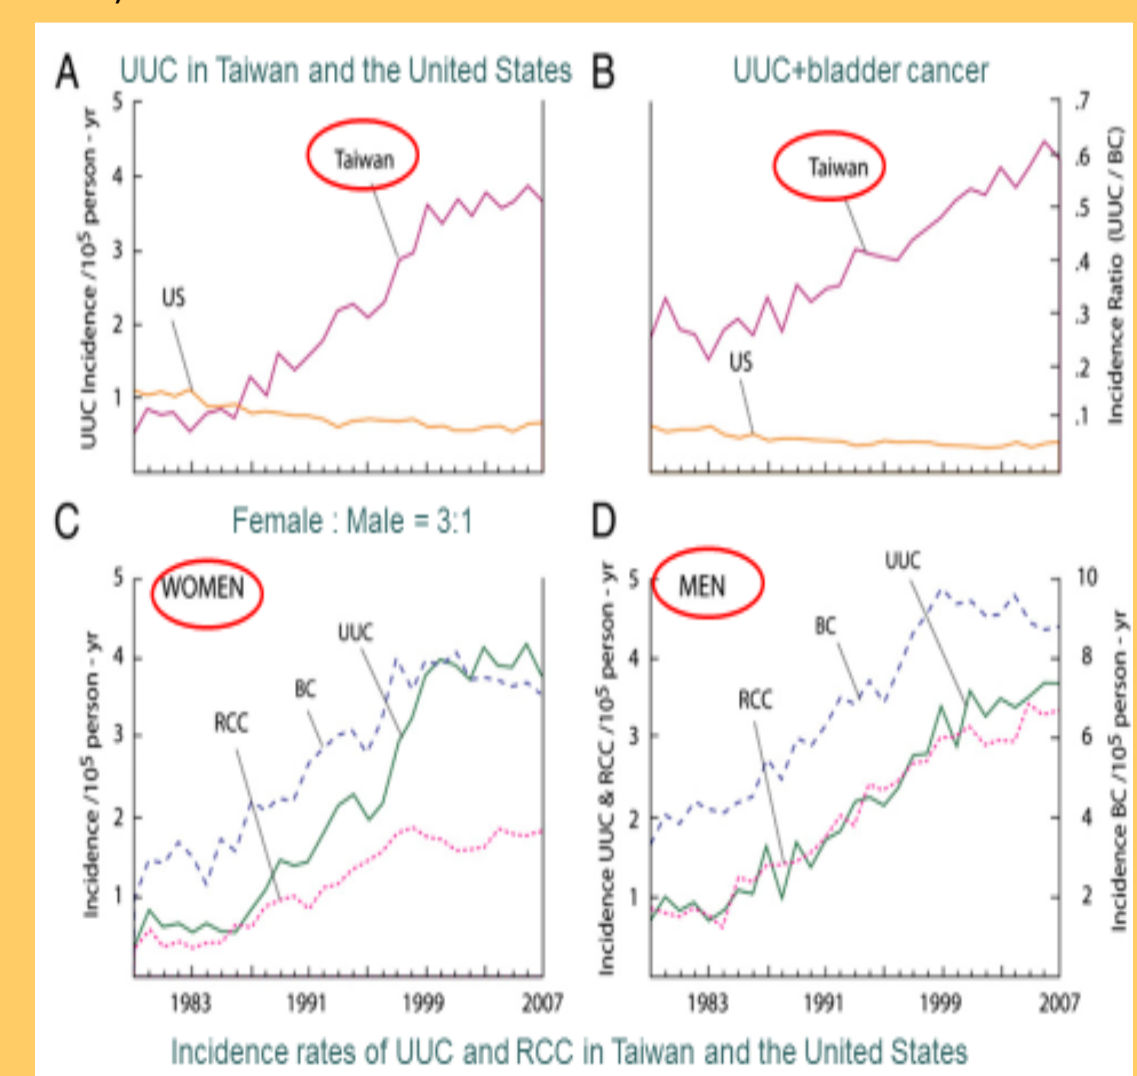 A UUC in Taiwan and the United States
5
4
3
2
1
UUC Incidence /10⁵ person - yr
Taiwan
US
B UUC+bladder cancer
.7
.6
.5
.4
.3
.2
.1
Incidence Ratio (UUC / BC)
Taiwan
US
C Female : Male = 3:1
WOMEN
5
4
3
2
1
Incidence /10⁵ person - yr
UUC
BC
RCC
1983 1991 1999 2007
D
MEN
5
4
3
2
1
Incidence UUC & RCC /10⁵ person - yr
UUC
BC
RCC
10
8
6
4
2
Incidence BC /10⁵ person - yr
1983 1991 1999 2007
Incidence rates of UUC and RCC in Taiwan and the United States